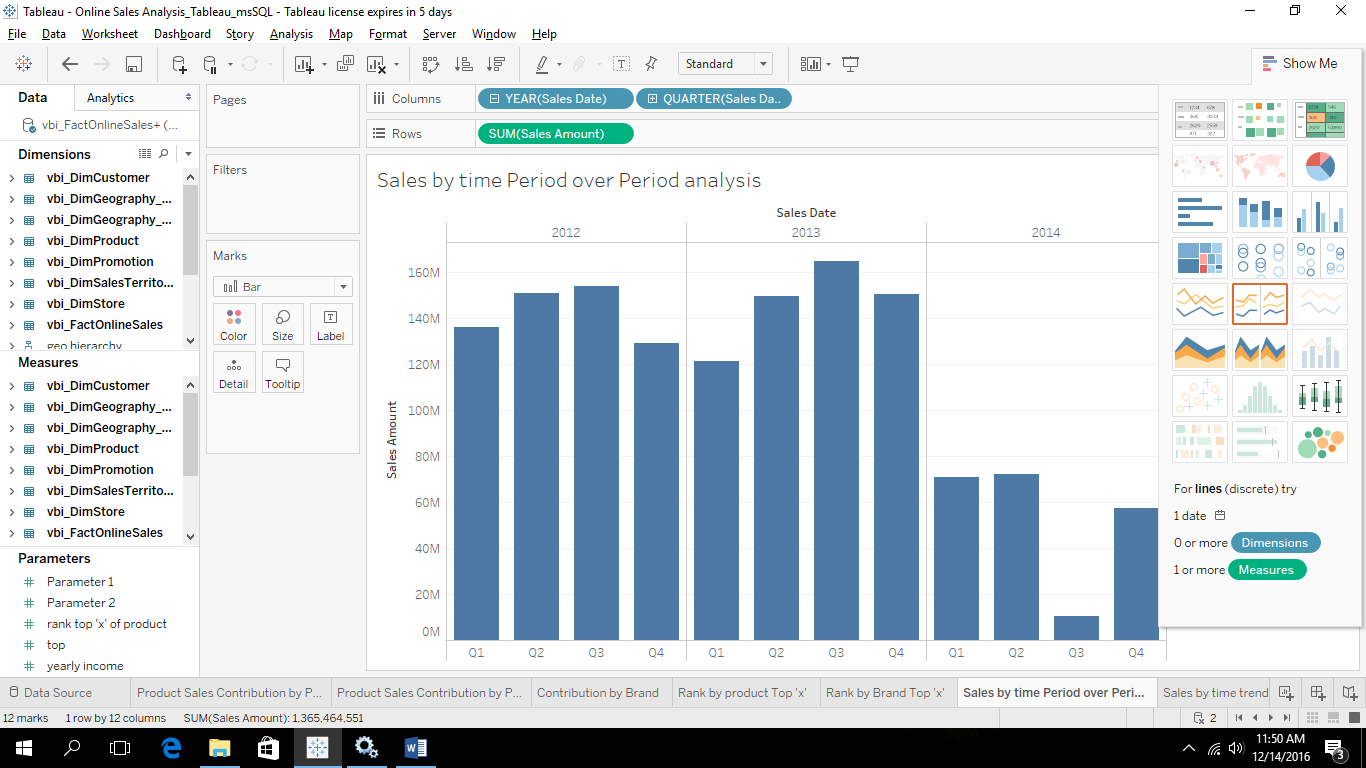 Tableau - Online Sales Analysis_Tableau_msSQL - Tableau license expires in 5 days
File Data Worksheet Dashboard Story Analysis Map Format Server Window Help
Standard
Show Me
Data Analytics
vbi_FactOnlineSales+ (...
Dimensions
vbi_DimCustomer
vbi_DimGeography_...
vbi_DimGeography_...
vbi_DimProduct
vbi_DimPromotion
vbi_DimSalesTerrito...
vbi_DimStore
vbi_FactOnlineSales
geo hierarchy
Measures
vbi_DimCustomer
vbi_DimGeography_...
vbi_DimGeography_...
vbi_DimProduct
vbi_DimPromotion
vbi_DimSalesTerrito...
vbi_DimStore
vbi_FactOnlineSales
Parameters
Parameter 1
Parameter 2
rank top 'x' of product
top
yearly income
Pages
Filters
Marks
Bar
Color Size Label
Detail Tooltip
Columns YEAR(Sales Date) QUARTER(Sales Da..
Rows SUM(Sales Amount)
Sales by time Period over Period analysis
Sales Date
2012 2013 2014
Sales Amount
160M
140M
120M
100M
80M
60M
40M
20M
0M
Q1 Q2 Q3 Q4 Q1 Q2 Q3 Q4 Q1 Q2 Q3 Q4
For lines (discrete) try
1 date
0 or more Dimensions
1 or more Measures
Data Source Product Sales Contribution by P... Product Sales Contribution by P... Contribution by Brand Rank by product Top 'x' Rank by Brand Top 'x' Sales by time Period over Peri... Sales by time trend
12 marks 1 row by 12 columns SUM(Sales Amount): 1,365,464,551 2
11:50 AM
12/14/2016
3